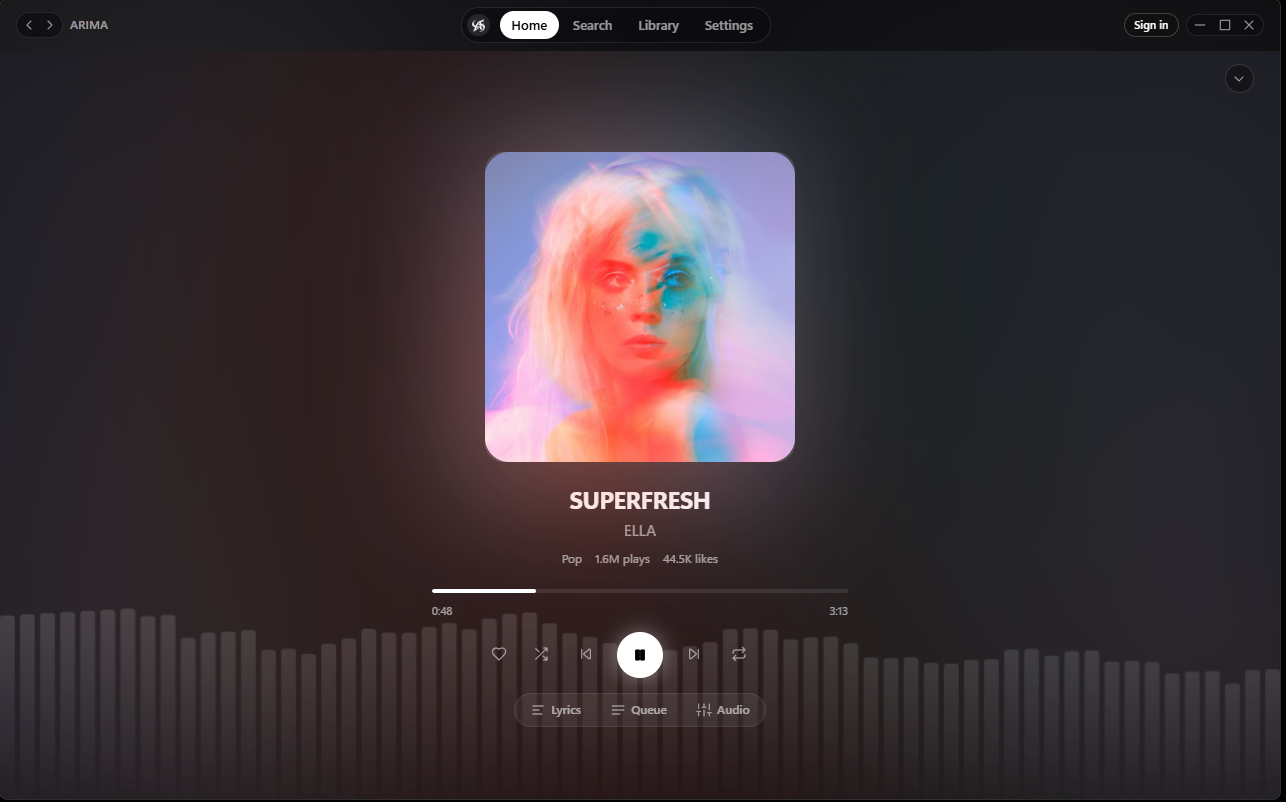 ARIMA
Home Search Library Settings
Sign in
SUPERFRESH
ELLA
Pop 1.6M plays 44.5K likes
0:48 3:13
Lyrics Queue Audio